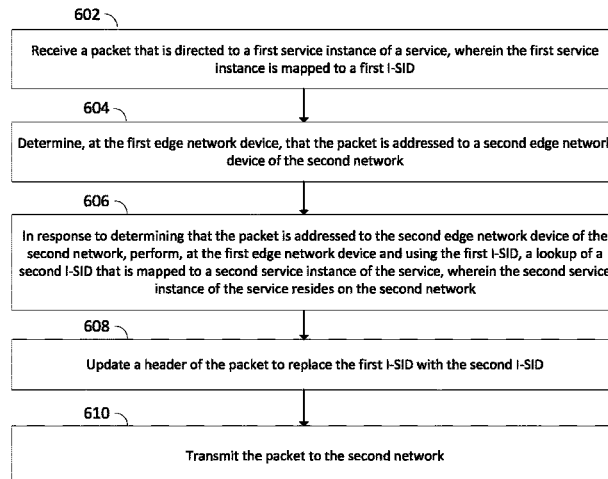 602
Receive a packet that is directed to a first service instance of a service, wherein the first service
instance is mapped to a first I-SID
604
Determine, at the first edge network device, that the packet is addressed to a second edge network
device of the second network
606
In response to determining that the packet is addressed to the second edge network device of the
second network, perform, at the first edge network device and using the first I-SID, a lookup of a
second I-SID that is mapped to a second service instance of the service, wherein the second service
instance of the service resides on the second network
608
Update a header of the packet to replace the first I-SID with the second I-SID
610
Transmit the packet to the second network